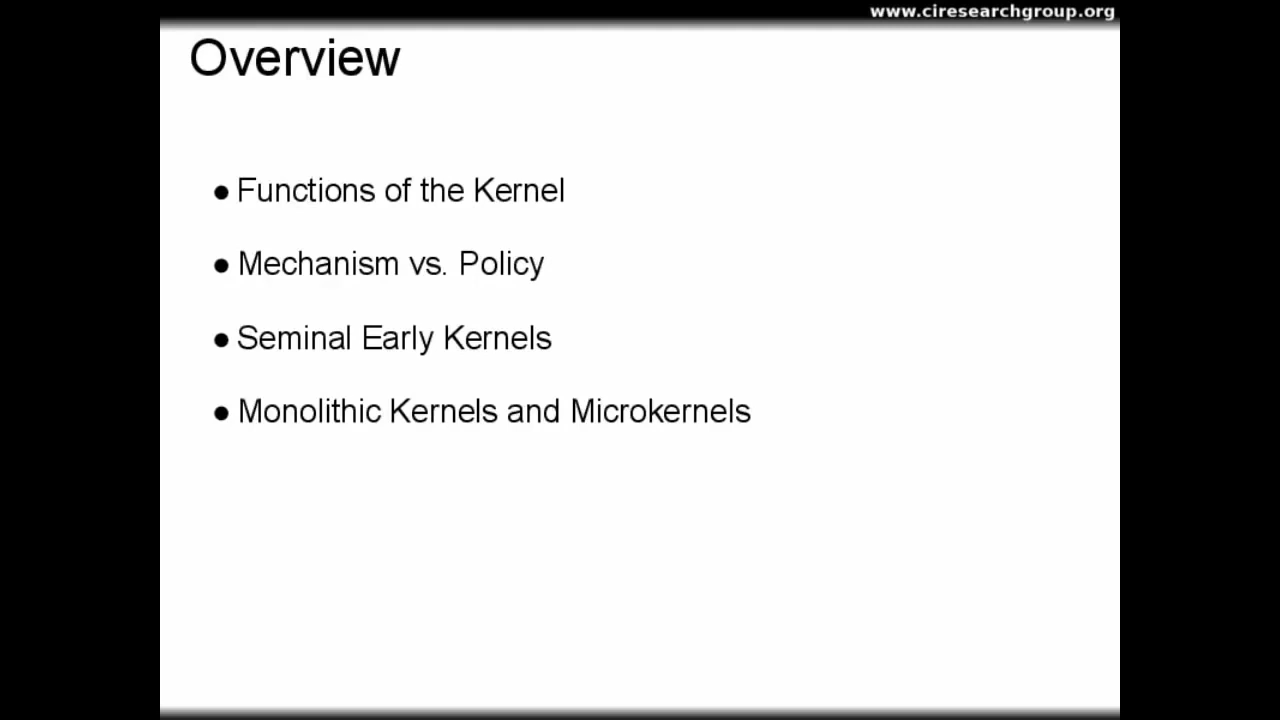 www.ciresearchgroup.org
Overview
● Functions of the Kernel
● Mechanism vs. Policy
● Seminal Early Kernels
● Monolithic Kernels and Microkernels